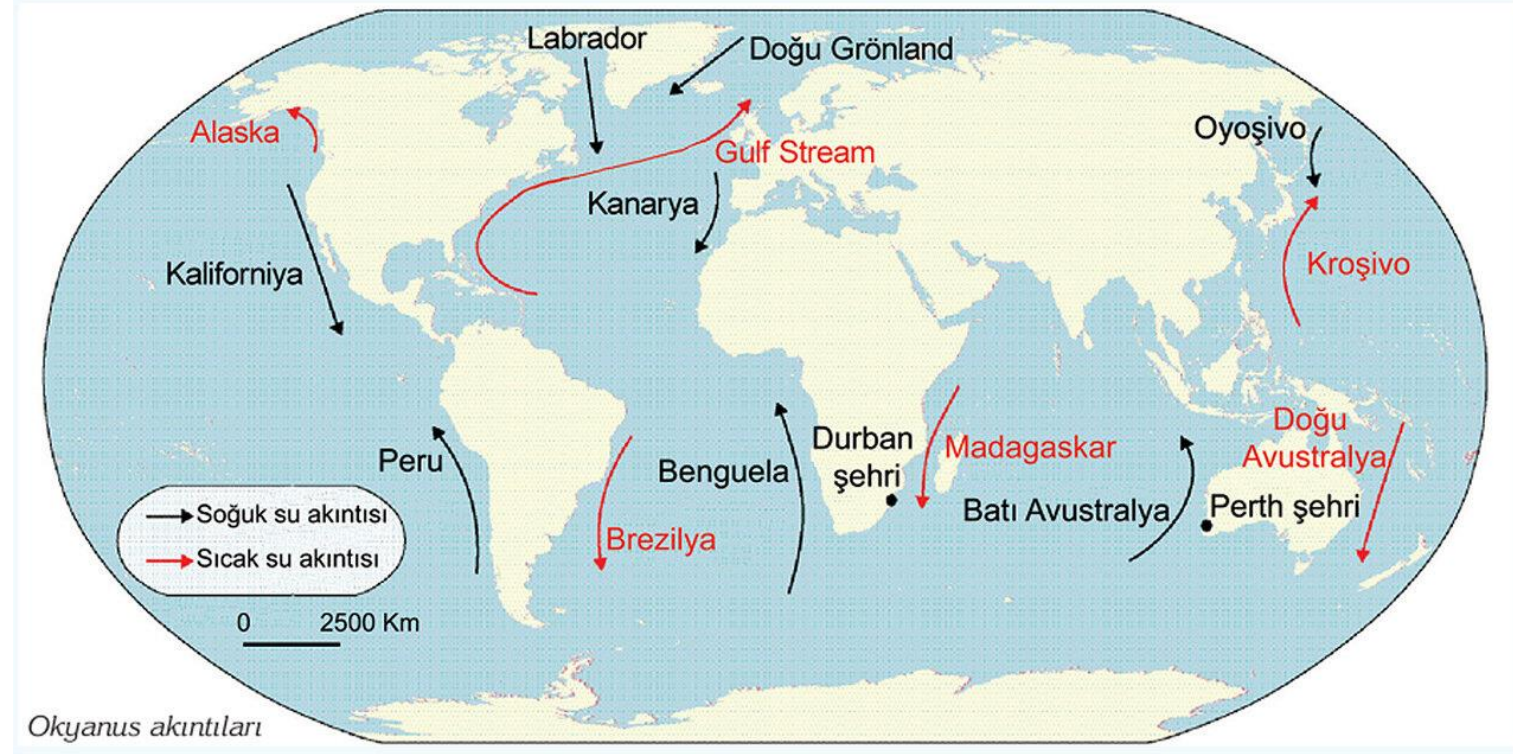 Labrador
Doğu Grönland
Alaska
Oyoşivo
Gulf Stream
Kanarya
Kaliforniya
Kroşivo
Durban
şehri
Madagaskar
Doğu
Avustralya
Peru
Benguela
Batı Avustralya
Perth şehri
Brezilya
Soğuk su akıntısı
Sıcak su akıntısı
0 2500 Km
Okyanus akıntıları